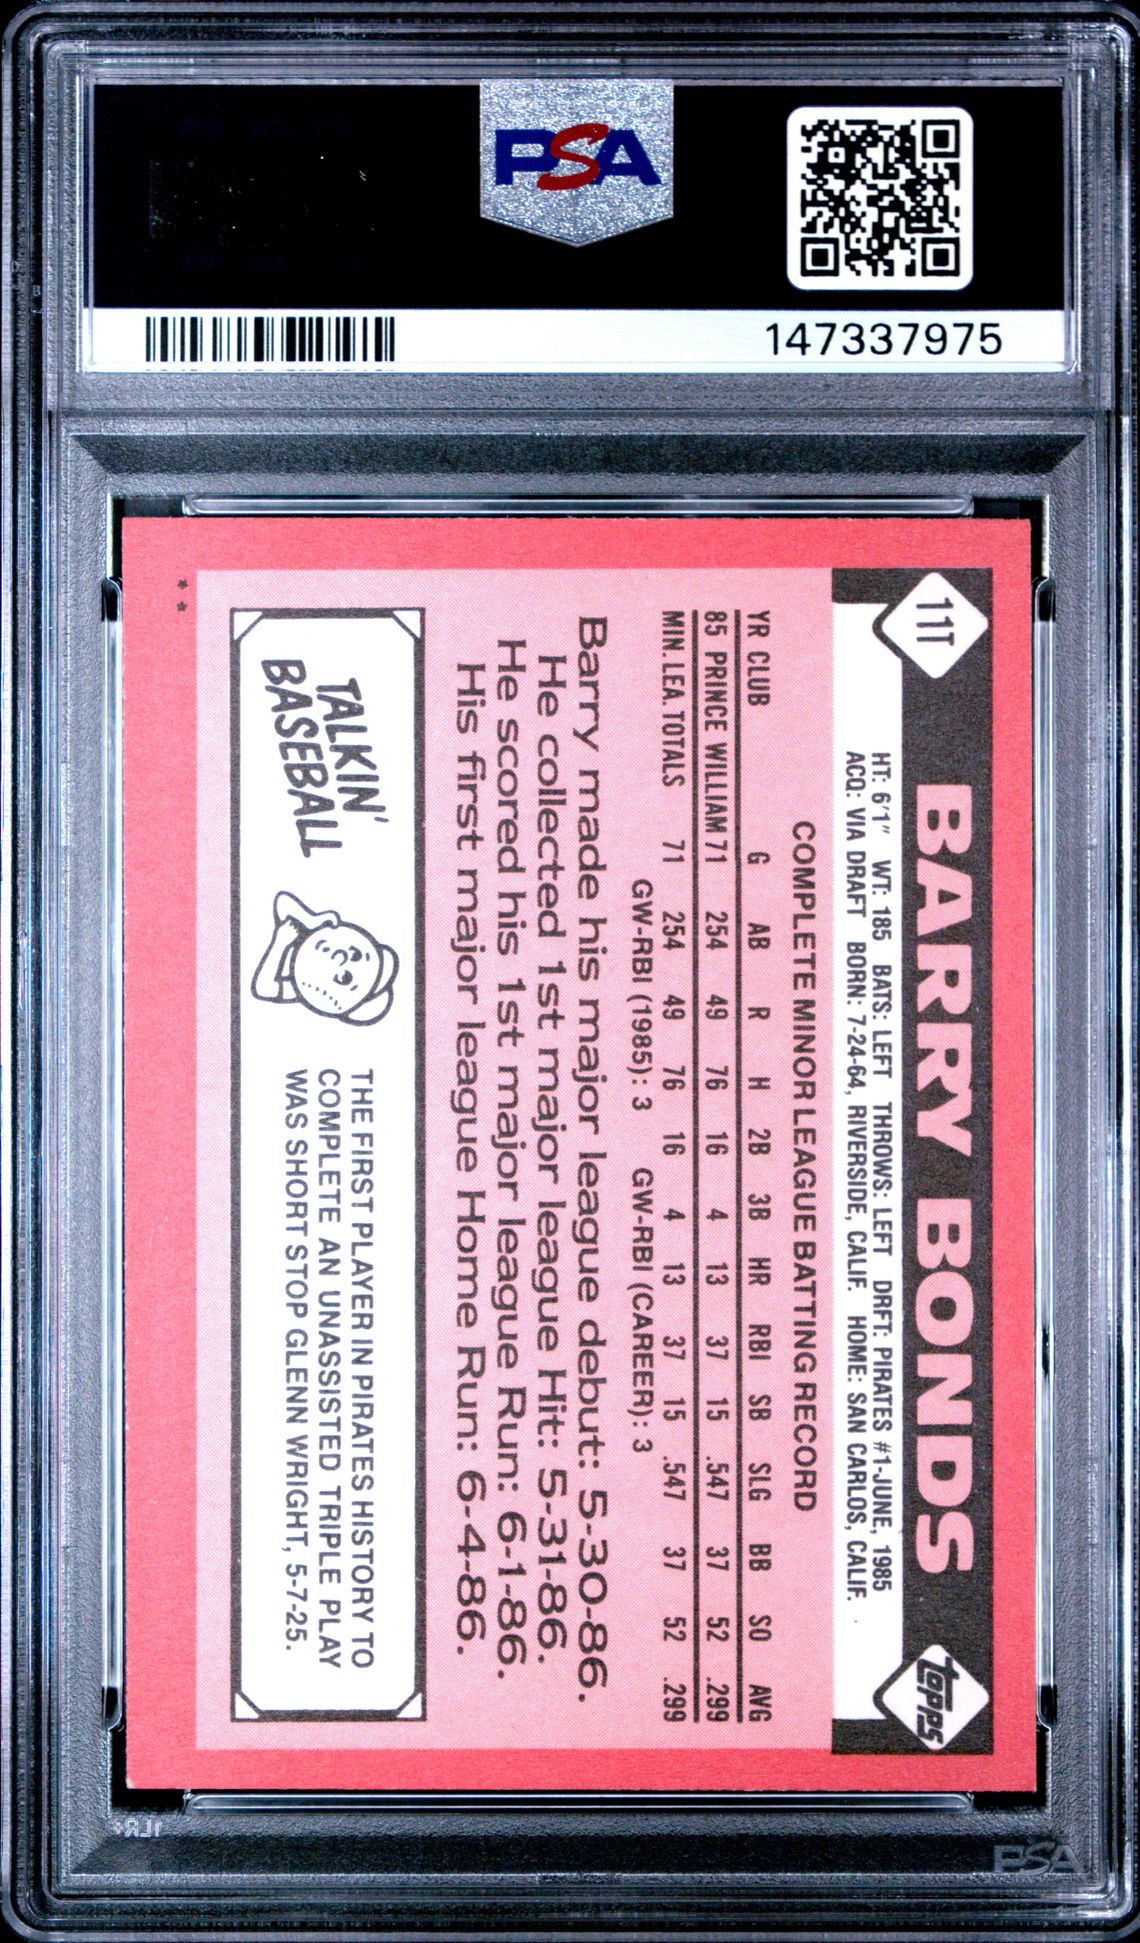 PSA
147337975
11T
BARRY BONDS
topps
HT: 6'1" WT: 185 BATS: LEFT THROWS: LEFT DRFT: PIRATES #1-JUNE, 1985
ACQ: VIA DRAFT BORN: 7-24-64, RIVERSIDE, CALIF. HOME: SAN CARLOS, CALIF.
COMPLETE MINOR LEAGUE BATTING RECORD
YR CLUB G AB R H 2B 3B HR RBI SB SLG BB SO AVG
85 PRINCE WILLIAM 71 254 49 76 16 4 13 37 15 .547 37 52 .299
MIN. LEA. TOTALS 71 254 49 76 16 4 13 37 15 .547 37 52 .299
GW-RBI (1985): 3 GW-RBI (CAREER): 3
Barry made his major league debut: 5-30-86.
He collected 1st major league Hit: 5-31-86.
He scored his 1st major league Run: 6-1-86.
His first major league Home Run: 6-4-86.
TALKIN'
BASEBALL
THE FIRST PLAYER IN PIRATES HISTORY TO
COMPLETE AN UNASSISTED TRIPLE PLAY
WAS SHORT STOP GLENN WRIGHT, 5-7-25.
**
1LR+
PSA